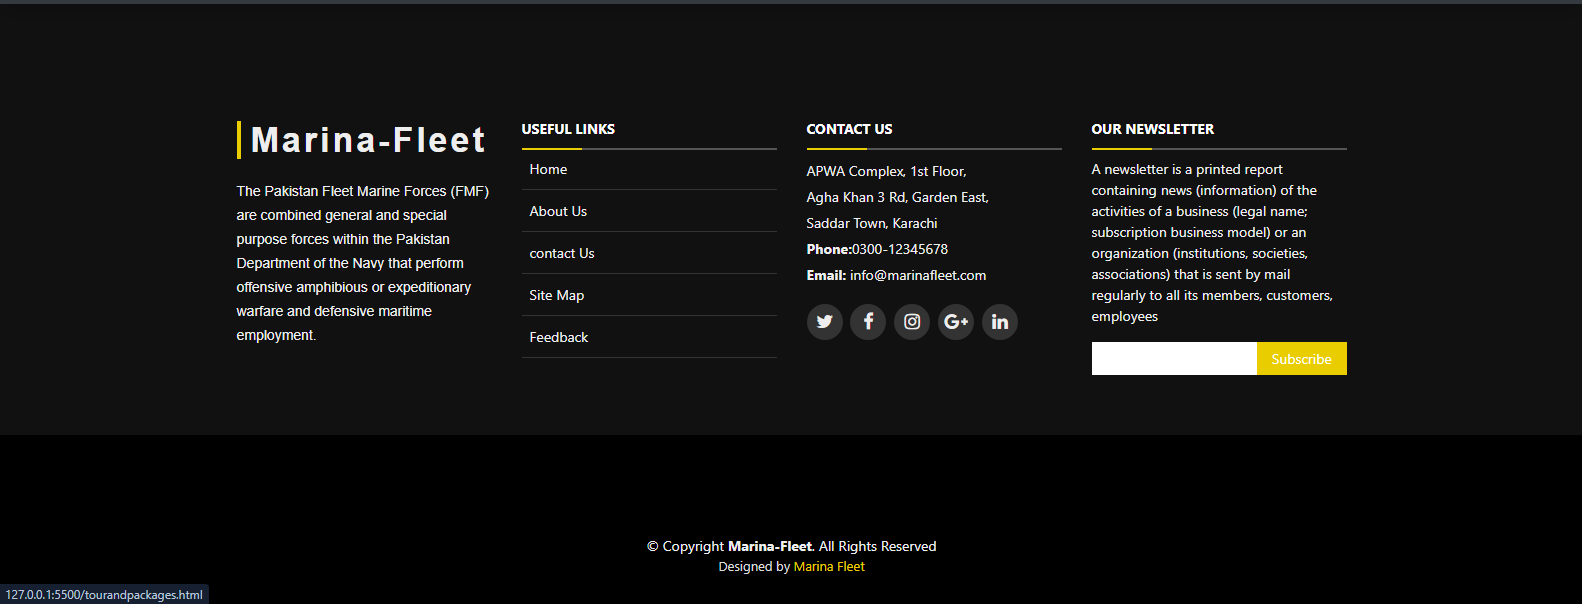 Marina-Fleet
The Pakistan Fleet Marine Forces (FMF)
are combined general and special
purpose forces within the Pakistan
Department of the Navy that perform
offensive amphibious or expeditionary
warfare and defensive maritime
employment.
USEFUL LINKS
Home
About Us
contact Us
Site Map
Feedback
CONTACT US
APWA Complex, 1st Floor,
Agha Khan 3 Rd, Garden East,
Saddar Town, Karachi
Phone:0300-12345678
Email: info@marinafleet.com
G+
in
OUR NEWSLETTER
A newsletter is a printed report
containing news (information) of the
activities of a business (legal name;
subscription business model) or an
organization (institutions, societies,
associations) that is sent by mail
regularly to all its members, customers,
employees
Subscribe
© Copyright Marina-Fleet. All Rights Reserved
Designed by Marina Fleet
127.0.0.1:5500/tourandpackages.html